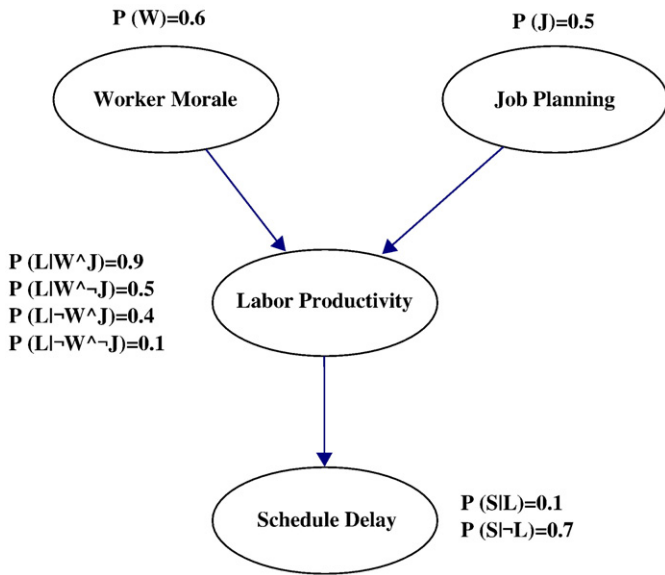 P (W)=0.6
P (J)=0.5
Worker Morale
Job Planning
P (L|W^J)=0.9
P (L|W^¬J)=0.5
P (L|¬W^J)=0.4
P (L|¬W^¬J)=0.1
Labor Productivity
Schedule Delay
P (S|L)=0.1
P (S|¬L)=0.7